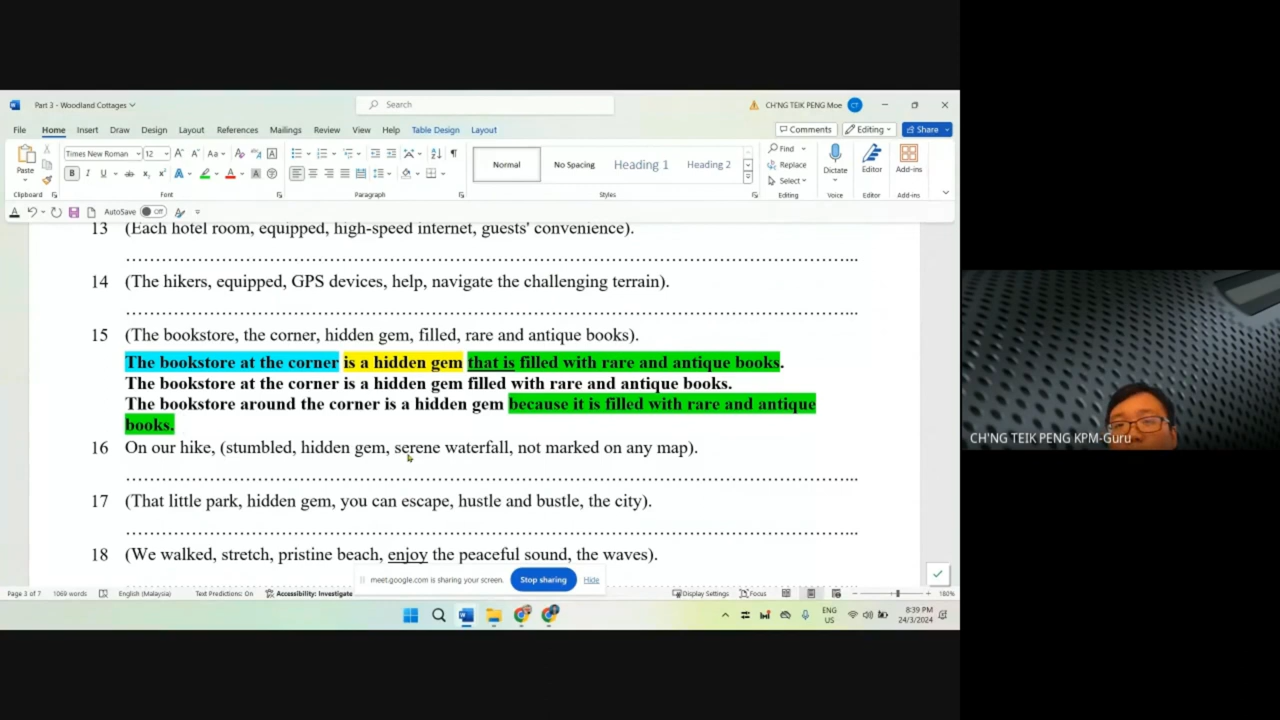 Part 3 - Woodland Cottages
Search
CH'NG TEIK PENG Moe
CT
File Home Insert Draw Design Layout References Mailings Review View Help Table Design Layout
Comments Editing Share
Paste
Times New Roman 12
Normal No Spacing Heading 1 Heading 2
Find
Replace
Select
Dictate Editor Add-ins
Clipboard Font Paragraph Styles Editing Voice Editor Add-ins
AutoSave Off
13 (Each hotel room, equipped, high-speed internet, guests' convenience).
14 (The hikers, equipped, GPS devices, help, navigate the challenging terrain).
15 (The bookstore, the corner, hidden gem, filled, rare and antique books).
The bookstore at the corner is a hidden gem that is filled with rare and antique books.
The bookstore at the corner is a hidden gem filled with rare and antique books.
The bookstore around the corner is a hidden gem because it is filled with rare and antique
books.
16 On our hike, (stumbled, hidden gem, serene waterfall, not marked on any map).
17 (That little park, hidden gem, you can escape, hustle and bustle, the city).
18 (We walked, stretch, pristine beach, enjoy the peaceful sound, the waves).
meet.google.com is sharing your screen. Stop sharing Hide
Page 3 of 7 1069 words English (Malaysia) Text Predictions: On Accessibility: Investigate Display Settings Focus 180%
ENG
US
8:39 PM
24/3/2024
CH'NG TEIK PENG KPM-Guru